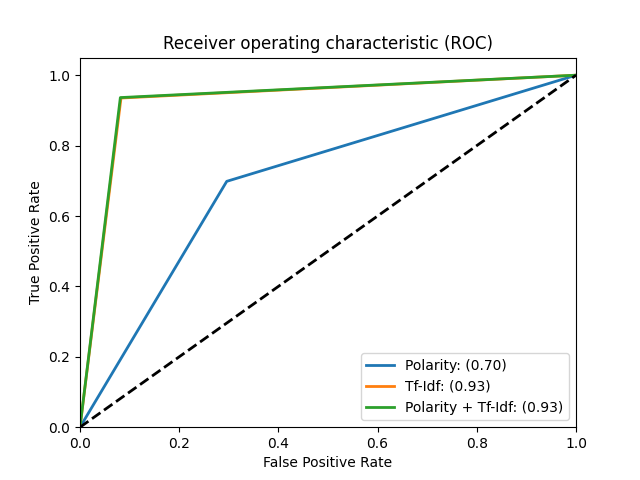 Receiver operating characteristic (ROC)
1.0
0.8
0.6
0.4
0.2
0.0
True Positive Rate
Polarity: (0.70)
Tf-Idf: (0.93)
Polarity + Tf-Idf: (0.93)
0.0 0.2 0.4 0.6 0.8 1.0
False Positive Rate